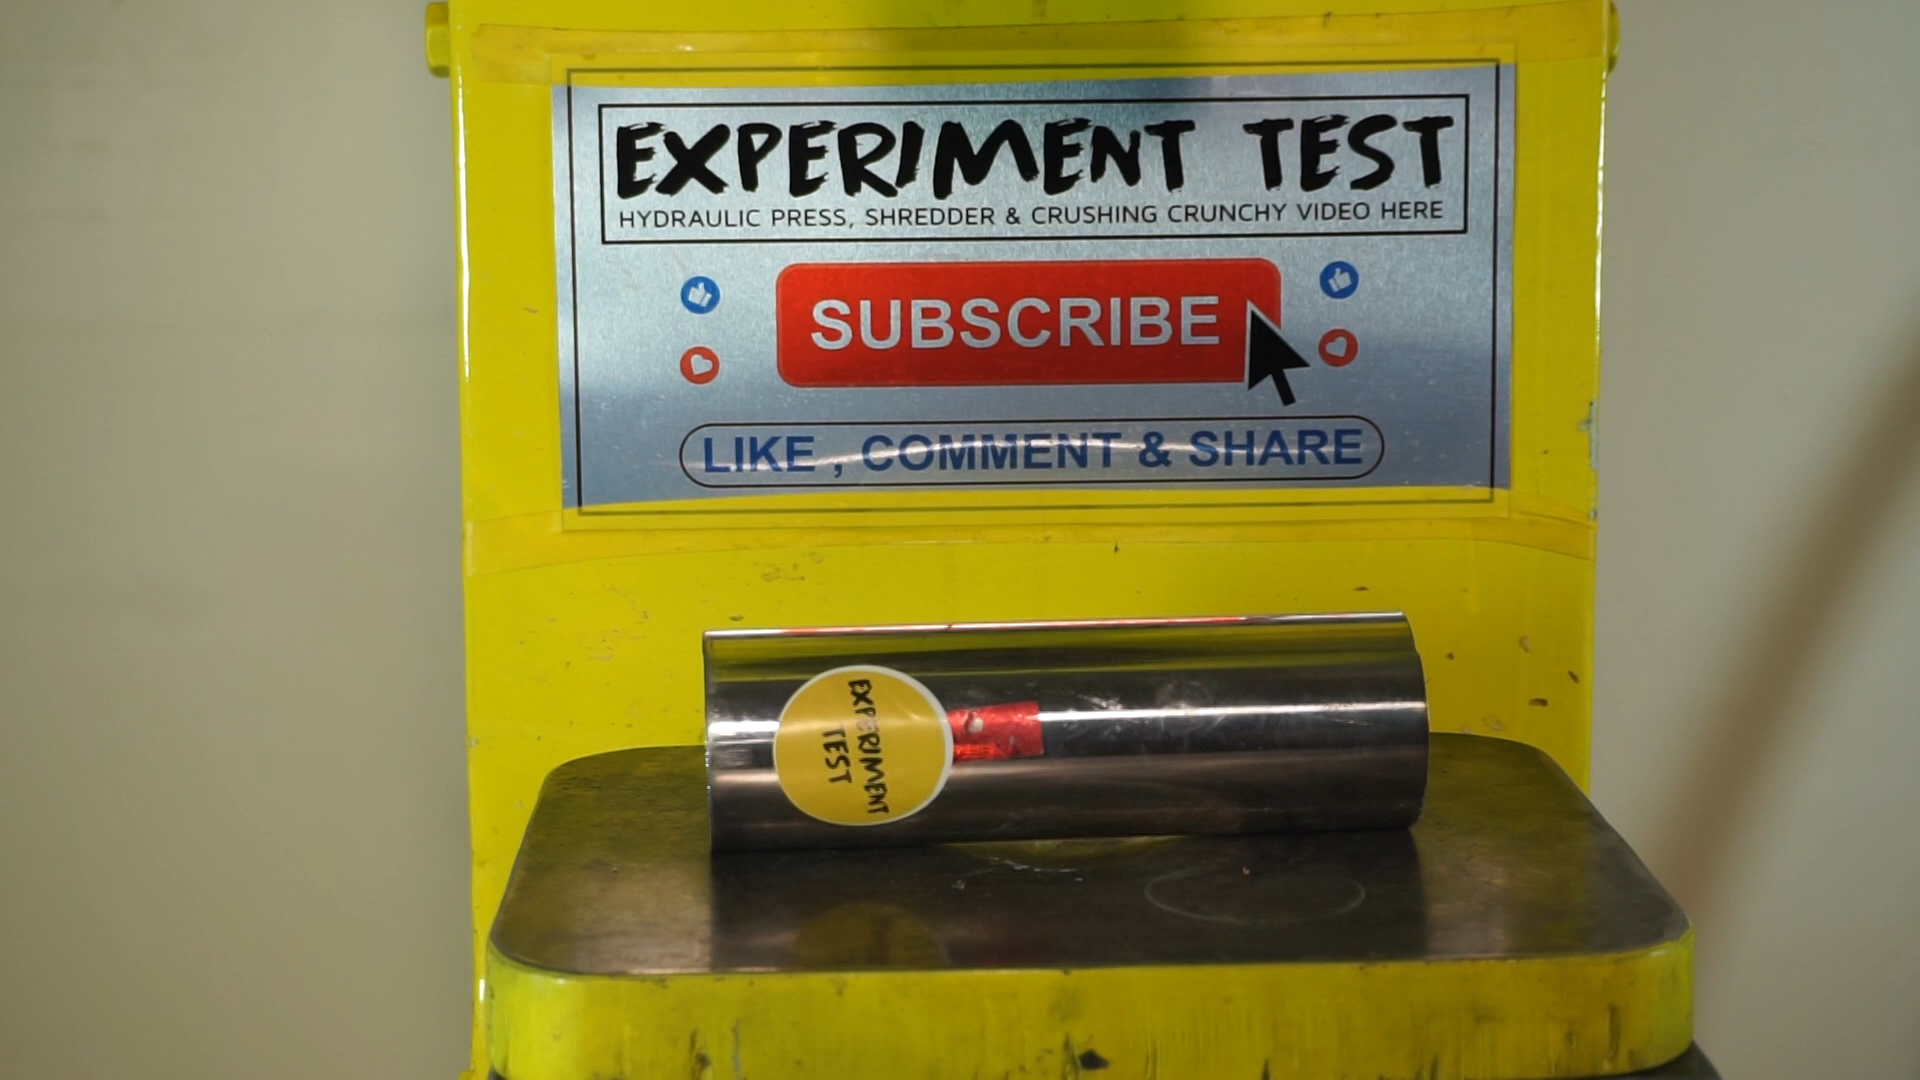 EXPERIMENT TEST
HYDRAULIC PRESS, SHREDDER & CRUSHING CRUNCHY VIDEO HERE
SUBSCRIBE
LIKE , COMMENT & SHARE
EXPERIMENT
TEST